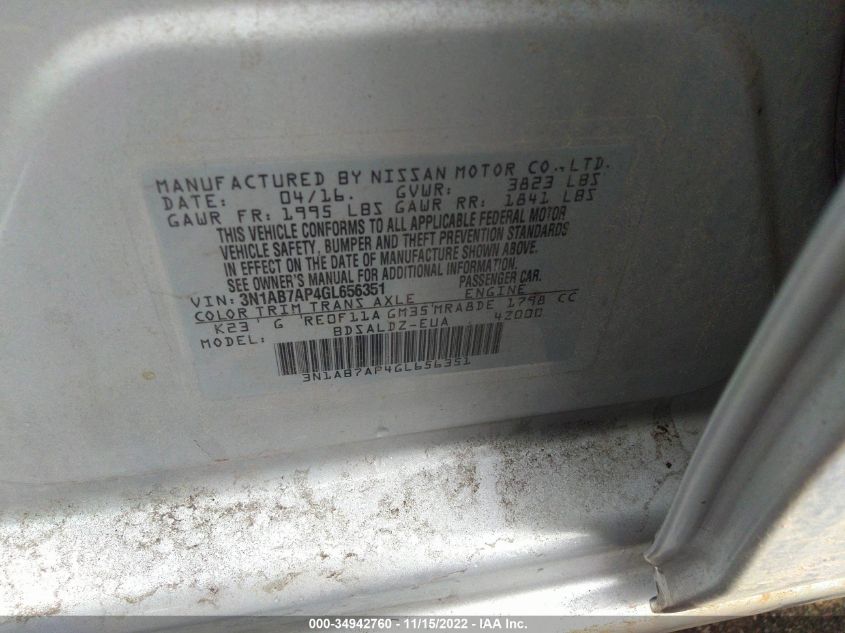 MANUFACTURED BY NISSAN MOTOR CO., LTD.
DATE: 04/16. GVWR: 3823 LBS
GAWR FR: 1995 LBS GAWR RR: 1841 LBS
THIS VEHICLE CONFORMS TO ALL APPLICABLE FEDERAL MOTOR
VEHICLE SAFETY, BUMPER AND THEFT PREVENTION STANDARDS
IN EFFECT ON THE DATE OF MANUFACTURE SHOWN ABOVE.
SEE OWNER'S MANUAL FOR ADDITIONAL INFORMATION.
VIN: 3N1AB7AP4GL656351 PASSENGER CAR.
COLOR TRIM TRANS AXLE ENGINE
K23 G RE0F11A GM35 MRA8DE 1798 CC
MODEL: BDSALDZ-EUA 4Z000
3N1AB7AP4GL656351
000-34942760 - 11/15/2022 - IAA Inc.